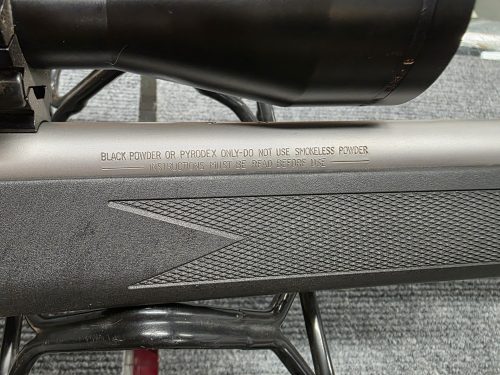 BLACK POWDER OR PYRODEX ONLY-DO NOT USE SMOKELESS POWDER
INSTRUCTIONS MUST BE READ BEFORE USE